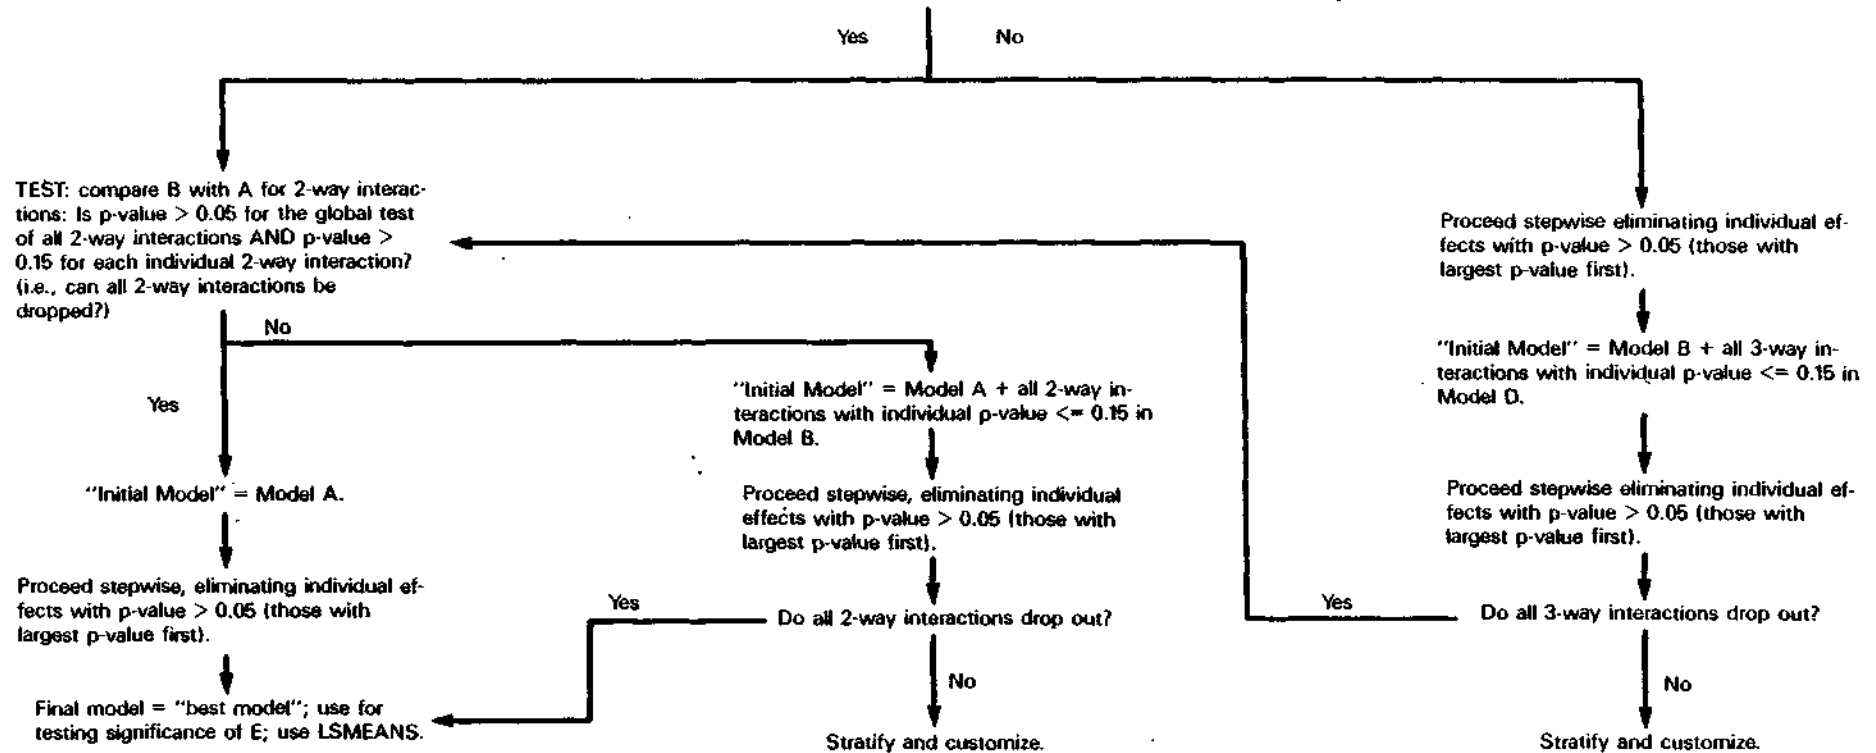 Yes
No
TEST: compare B with A for 2-way interac-
tions: Is p-value > 0.05 for the global test
of all 2-way interactions AND p-value >
0.15 for each individual 2-way interaction?
(i.e., can all 2-way interactions be
dropped?)
No
Yes
"Initial Model" = Model A.
Proceed stepwise, eliminating individual ef-
fects with p-value > 0.05 (those with
largest p-value first).
Final model = "best model"; use for
testing significance of E; use LSMEANS.
"Initial Model" = Model A + all 2-way in-
teractions with individual p-value <= 0.15 in
Model B.
Proceed stepwise, eliminating individual
effects with p-value > 0.05 (those with
largest p-value first).
Yes
Do all 2-way interactions drop out?
No
Stratify and customize.
Proceed stepwise eliminating individual ef-
fects with p-value > 0.05 (those with
largest p-value first).
"Initial Model" = Model B + all 3-way in-
teractions with individual p-value <= 0.15 in
Model D.
Proceed stepwise eliminating individual ef-
fects with p-value > 0.05 (those with
largest p-value first).
Yes
Do all 3-way interactions drop out?
No
Stratify and customize.